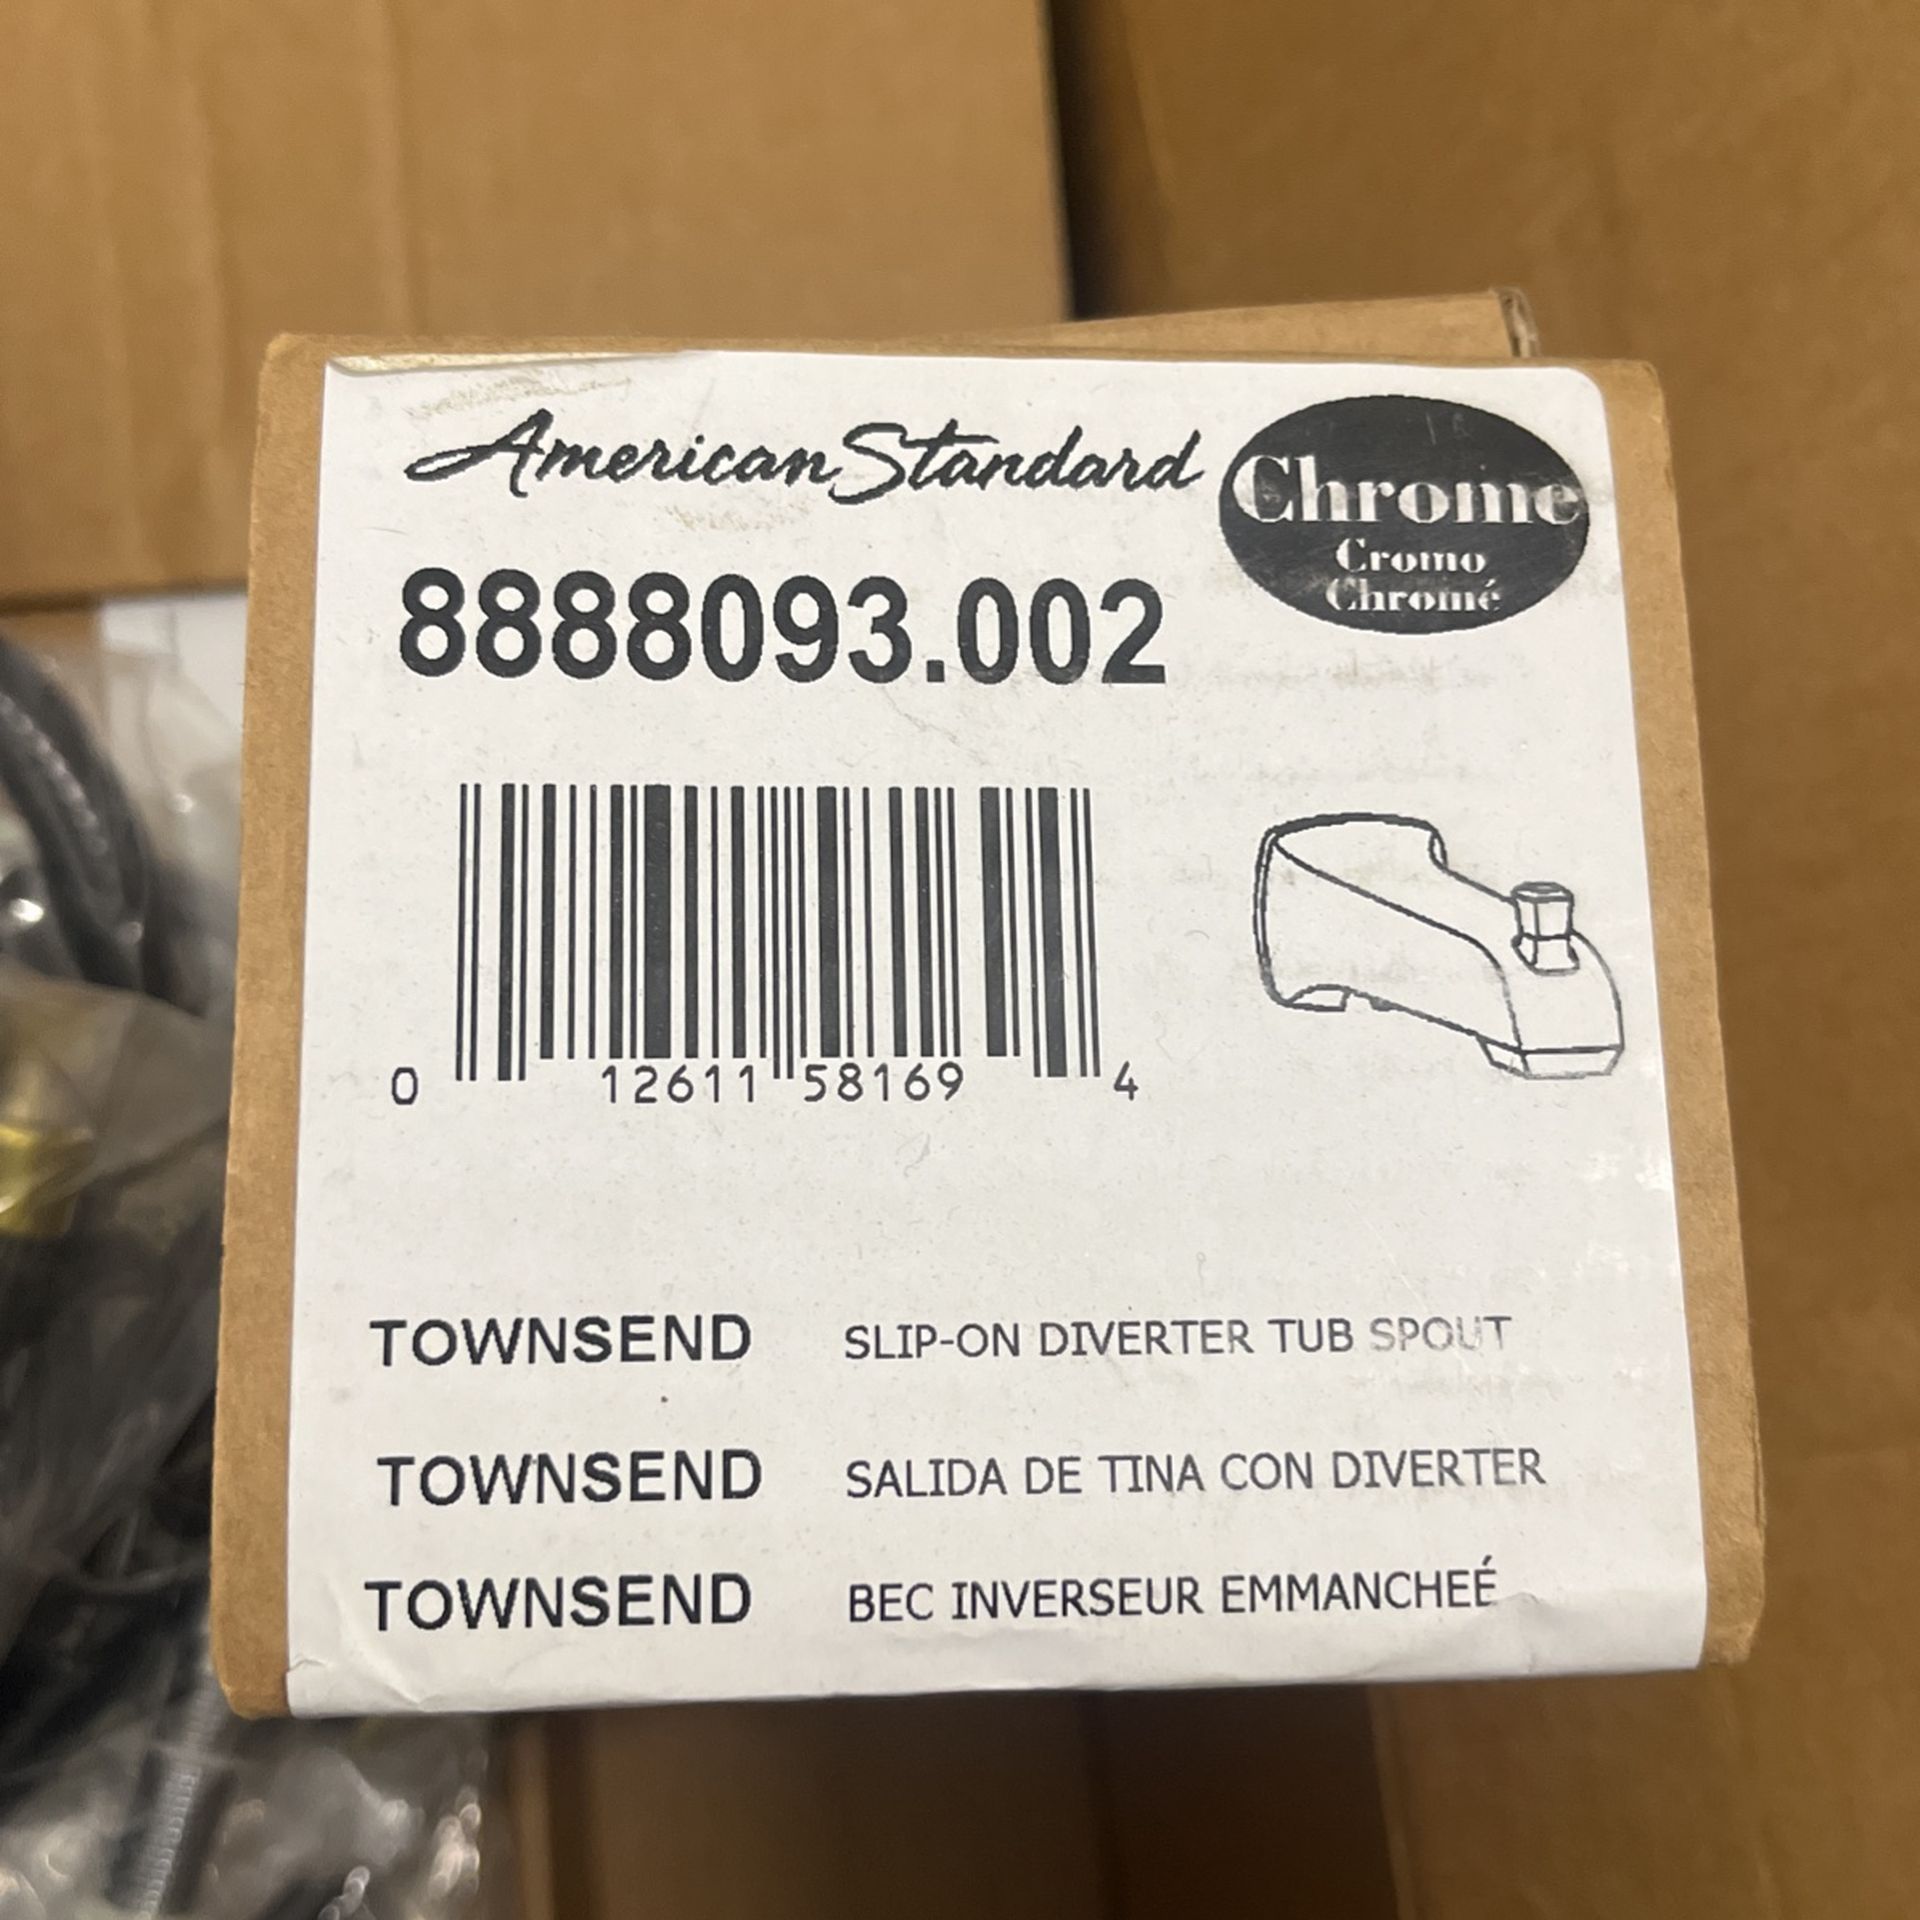 American Standard
Chrome
Cromo
Chromé
8888093.002
0 12611 58169 4
TOWNSEND SLIP-ON DIVERTER TUB SPOUT
TOWNSEND SALIDA DE TINA CON DIVERTER
TOWNSEND BEC INVERSEUR EMMANCHEÉ